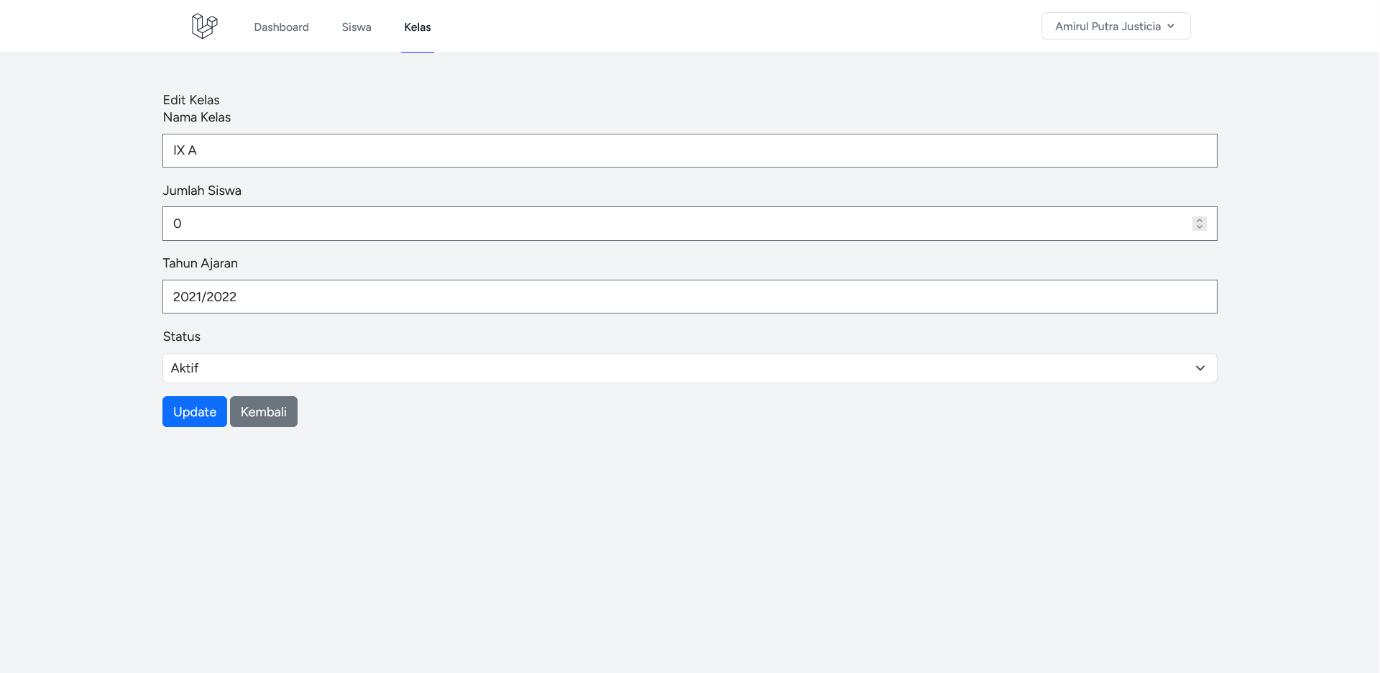 Dashboard Siswa Kelas Amirul Putra Justicia
Edit Kelas
Nama Kelas
IX A
Jumlah Siswa
0
Tahun Ajaran
2021/2022
Status
Aktif
Update Kembali